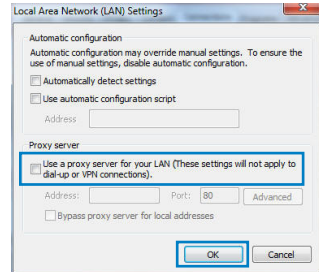 Local Area Network (LAN) Settings
Automatic configuration
Automatic configuration may override manual settings. To ensure the
use of manual settings, disable automatic configuration.
Automatically detect settings
Use automatic configuration script
Address
Proxy server
Use a proxy server for your LAN (These settings will not apply to
dial-up or VPN connections).
Address: Port: 80 Advanced
Bypass proxy server for local addresses
OK Cancel